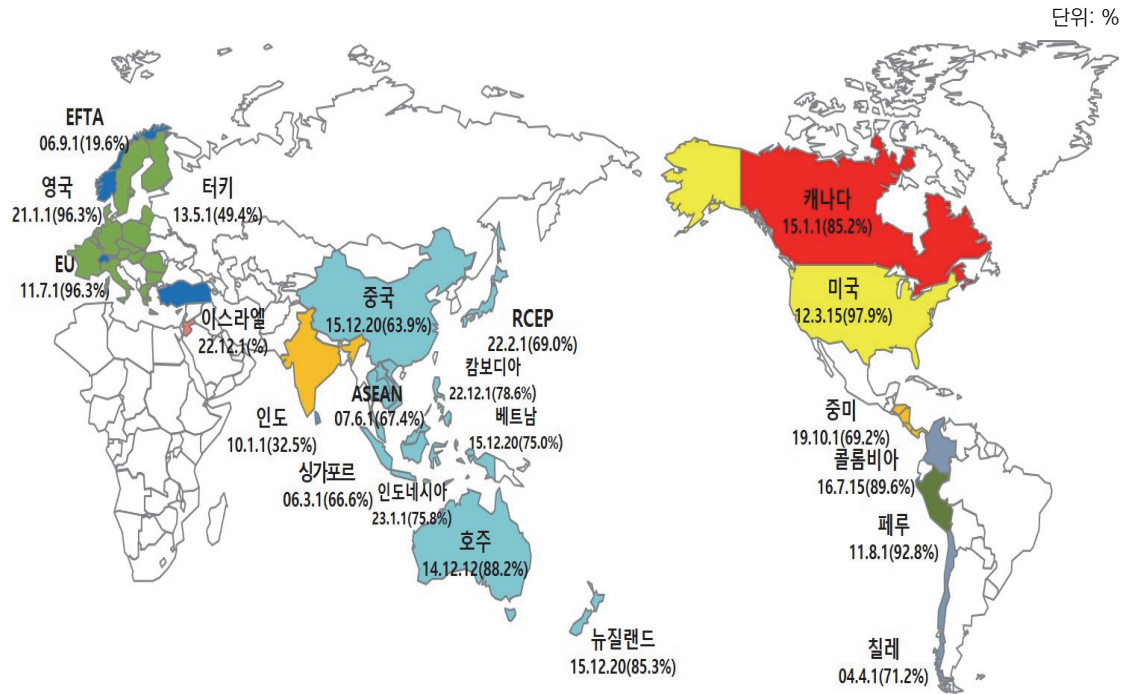 단위: %
EFTA
06.9.1(19.6%)
영국
21.1.1(96.3%)
터키
13.5.1(49.4%)
EU
11.7.1(96.3%)
이스라엘
22.12.1(%)
중국
15.12.20(63.9%)
RCEP
22.2.1(69.0%)
캄보디아
22.12.1(78.6%)
ASEAN
07.6.1(67.4%)
베트남
15.12.20(75.0%)
인도
10.1.1(32.5%)
싱가포르
06.3.1(66.6%)
인도네시아
23.1.1(75.8%)
호주
14.12.12(88.2%)
뉴질랜드
15.12.20(85.3%)
캐나다
15.1.1(85.2%)
미국
12.3.15(97.9%)
중미
19.10.1(69.2%)
콜롬비아
16.7.15(89.6%)
페루
11.8.1(92.8%)
칠레
04.4.1(71.2%)